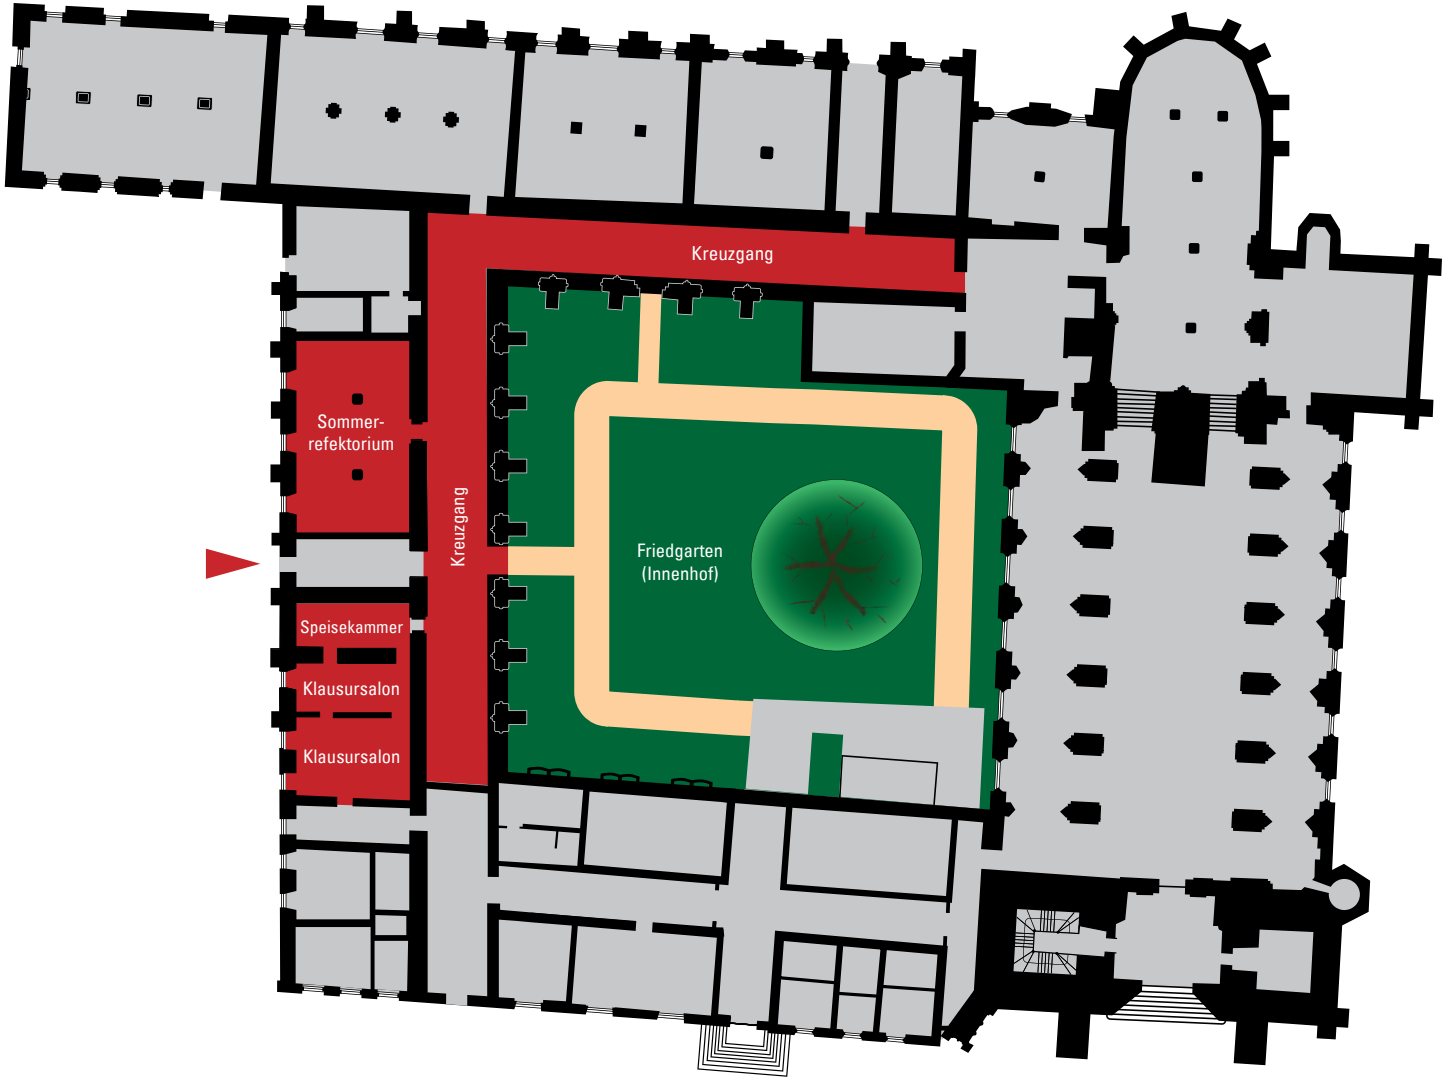 Kreuzgang
Sommer-
refektorium
Kreuzgang
Friedgarten
(Innenhof)
Speisekammer
Klausursalon
Klausursalon